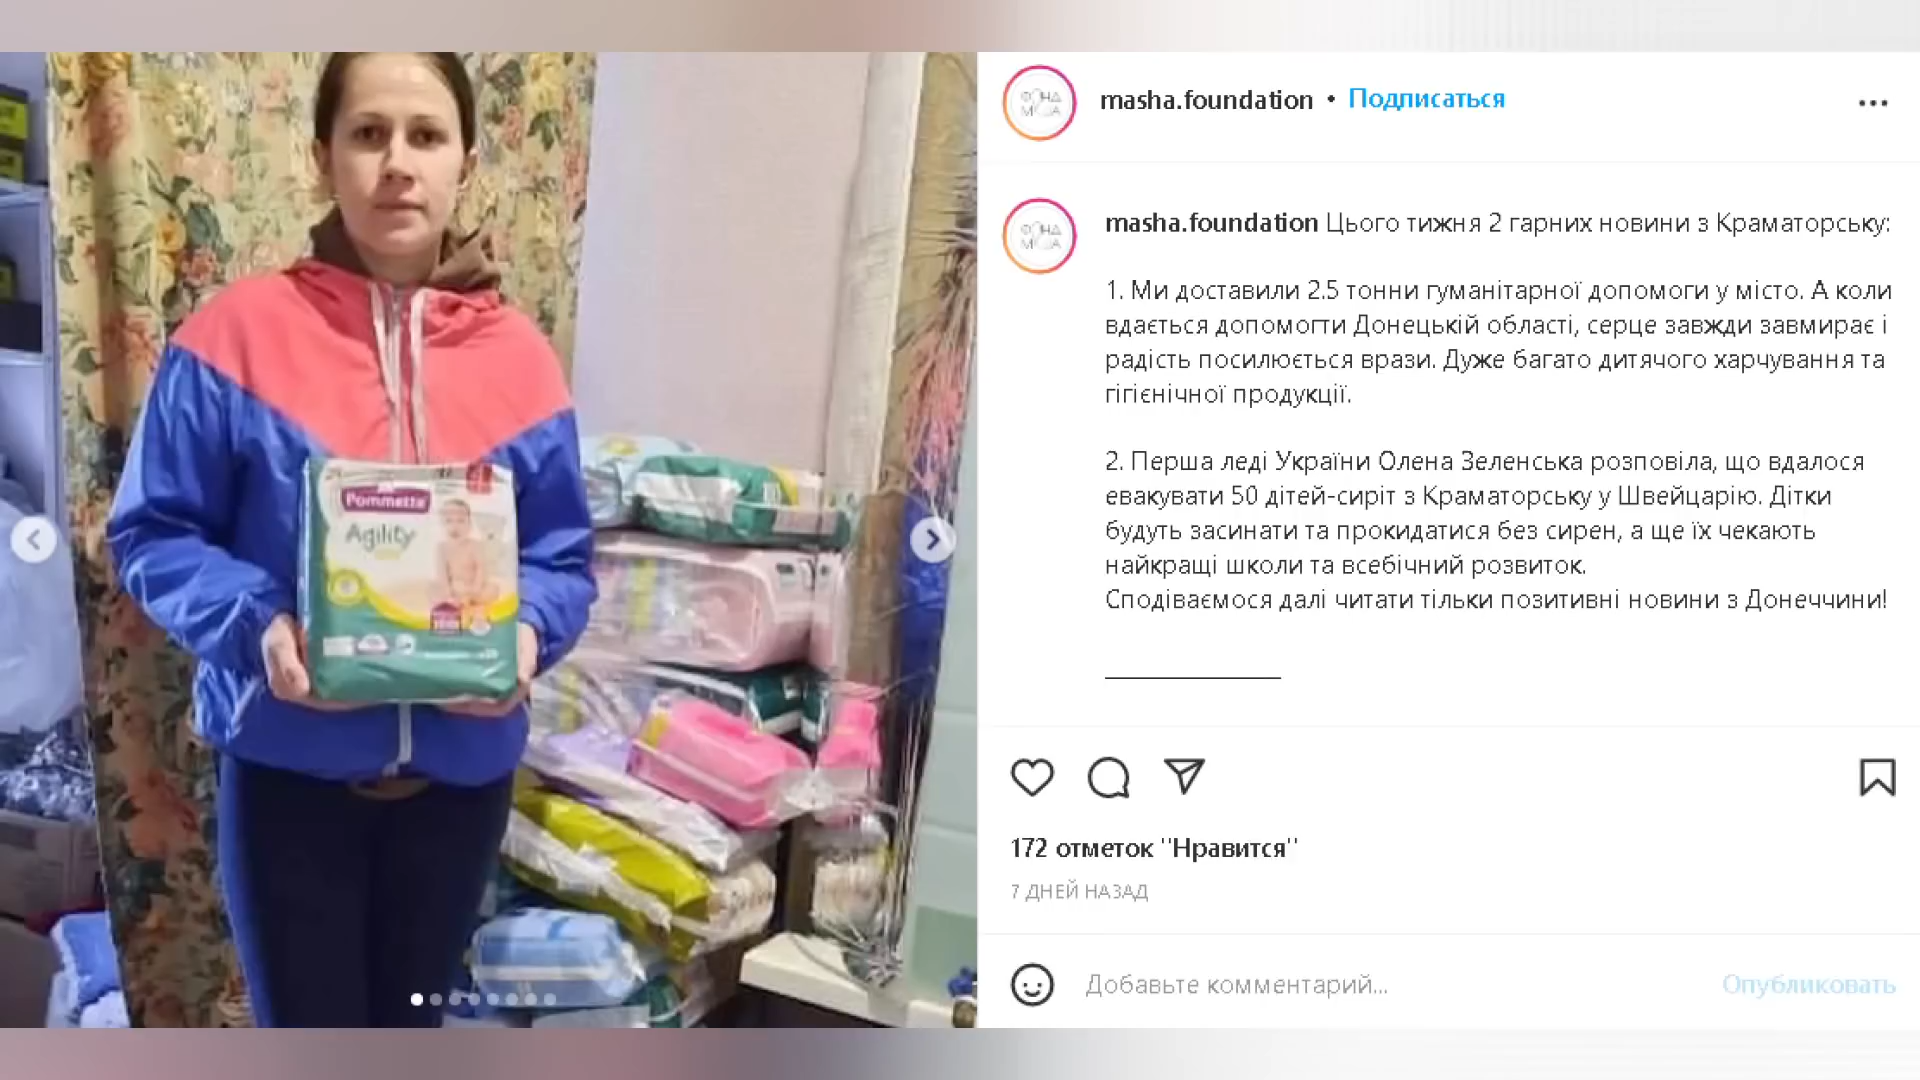 masha.foundation • Подписаться
masha.foundation Цього тижня 2 гарних новини з Краматорську:
1. Ми доставили 2.5 тонни гуманітарної допомоги у місто. А коли
вдається допомогти Донецькій області, серце завжди завмирає і
радість посилюється врази. Дуже багато дитячого харчування та
гігієнічної продукції.
2. Перша леді України Олена Зеленська розповіла, що вдалося
евакувати 50 дітей-сиріт з Краматорську у Швейцарію. Дітки
будуть засинати та прокидатися без сирен, а ще їх чекають
найкращі школи та всебічний розвиток.
Сподіваємося далі читати тільки позитивні новини з Донеччини!
172 отметок "Нравится"
7 ДНЕЙ НАЗАД
Добавьте комментарий...
Опубликовать
Pommette
Agility